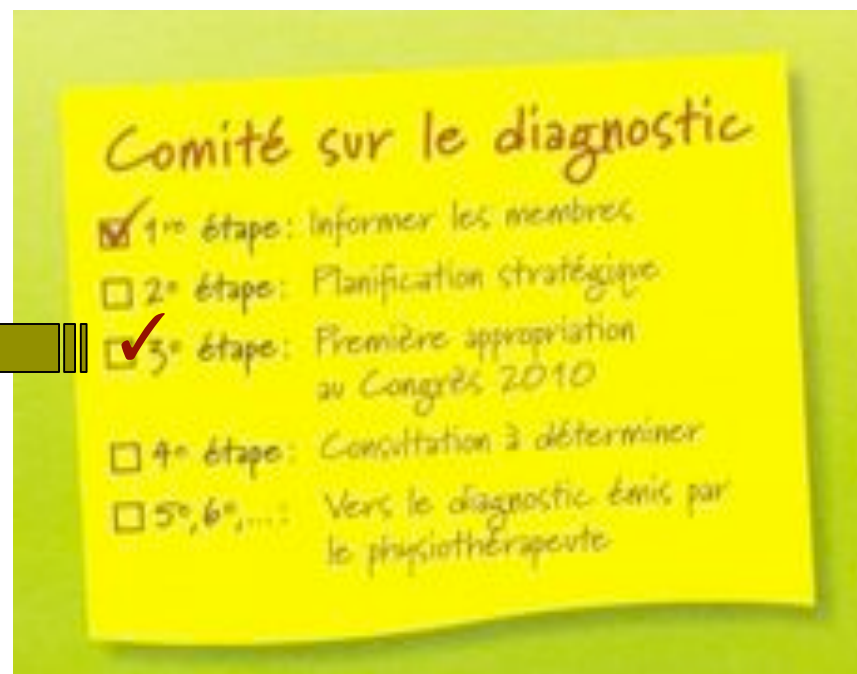 Comité sur le diagnostic
1re étape: Informer les membres
2e étape: Planification stratégique
3e étape: Première appropriation
au Congrès 2010
4e étape: Consultation à déterminer
5e, 6e, ...: Vers le diagnostic émis par
le physiothérapeute